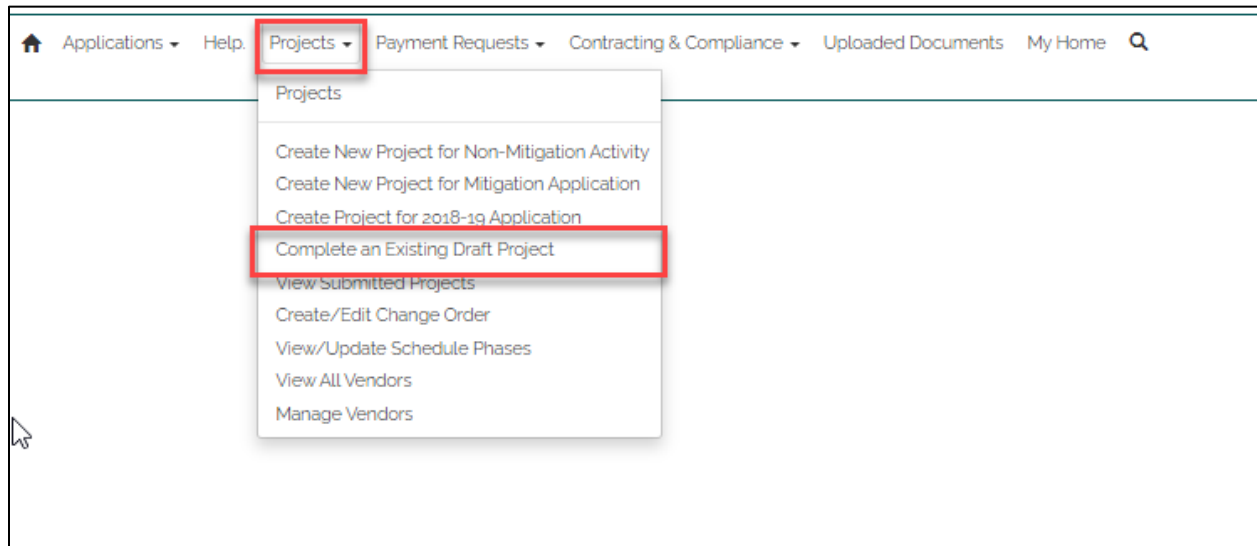 Applications Help. Projects Payment Requests Contracting & Compliance Uploaded Documents My Home
Projects
Create New Project for Non-Mitigation Activity
Create New Project for Mitigation Application
Create Project for 2018-19 Application
Complete an Existing Draft Project
View Submitted Projects
Create/Edit Change Order
View/Update Schedule Phases
View All Vendors
Manage Vendors